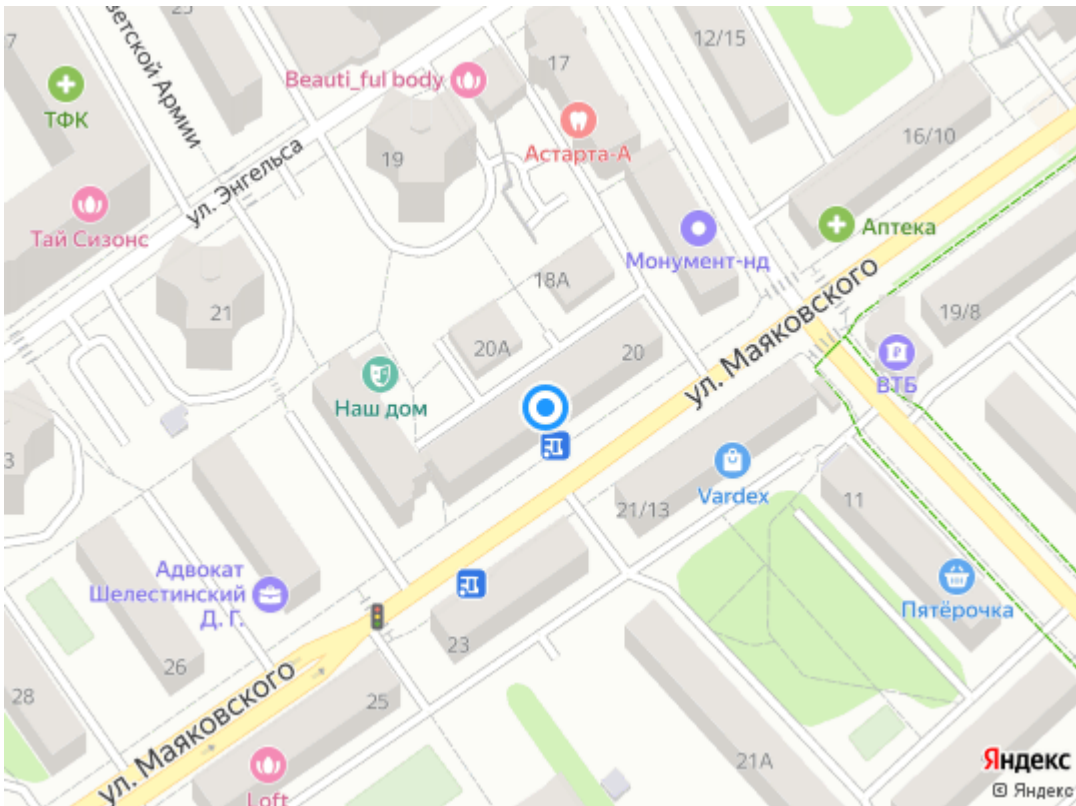 25
12/15
7
ветской Армии
17
Beauti_ful body
ТФК
Астарта-А
16/10
19
ул. Энгельса
Тай Сизонс
Аптека
Монумент-нд
18А
21
19/8
20А
20
ул. Маяковского
ВТБ
Наш дом
3
Vardex
21/13
11
Адвокат
Шелестинский
Д. Г.
Пятёрочка
23
26
28
25
ул. Маяковского
21А
Loft
Яндекс
© Яндекс